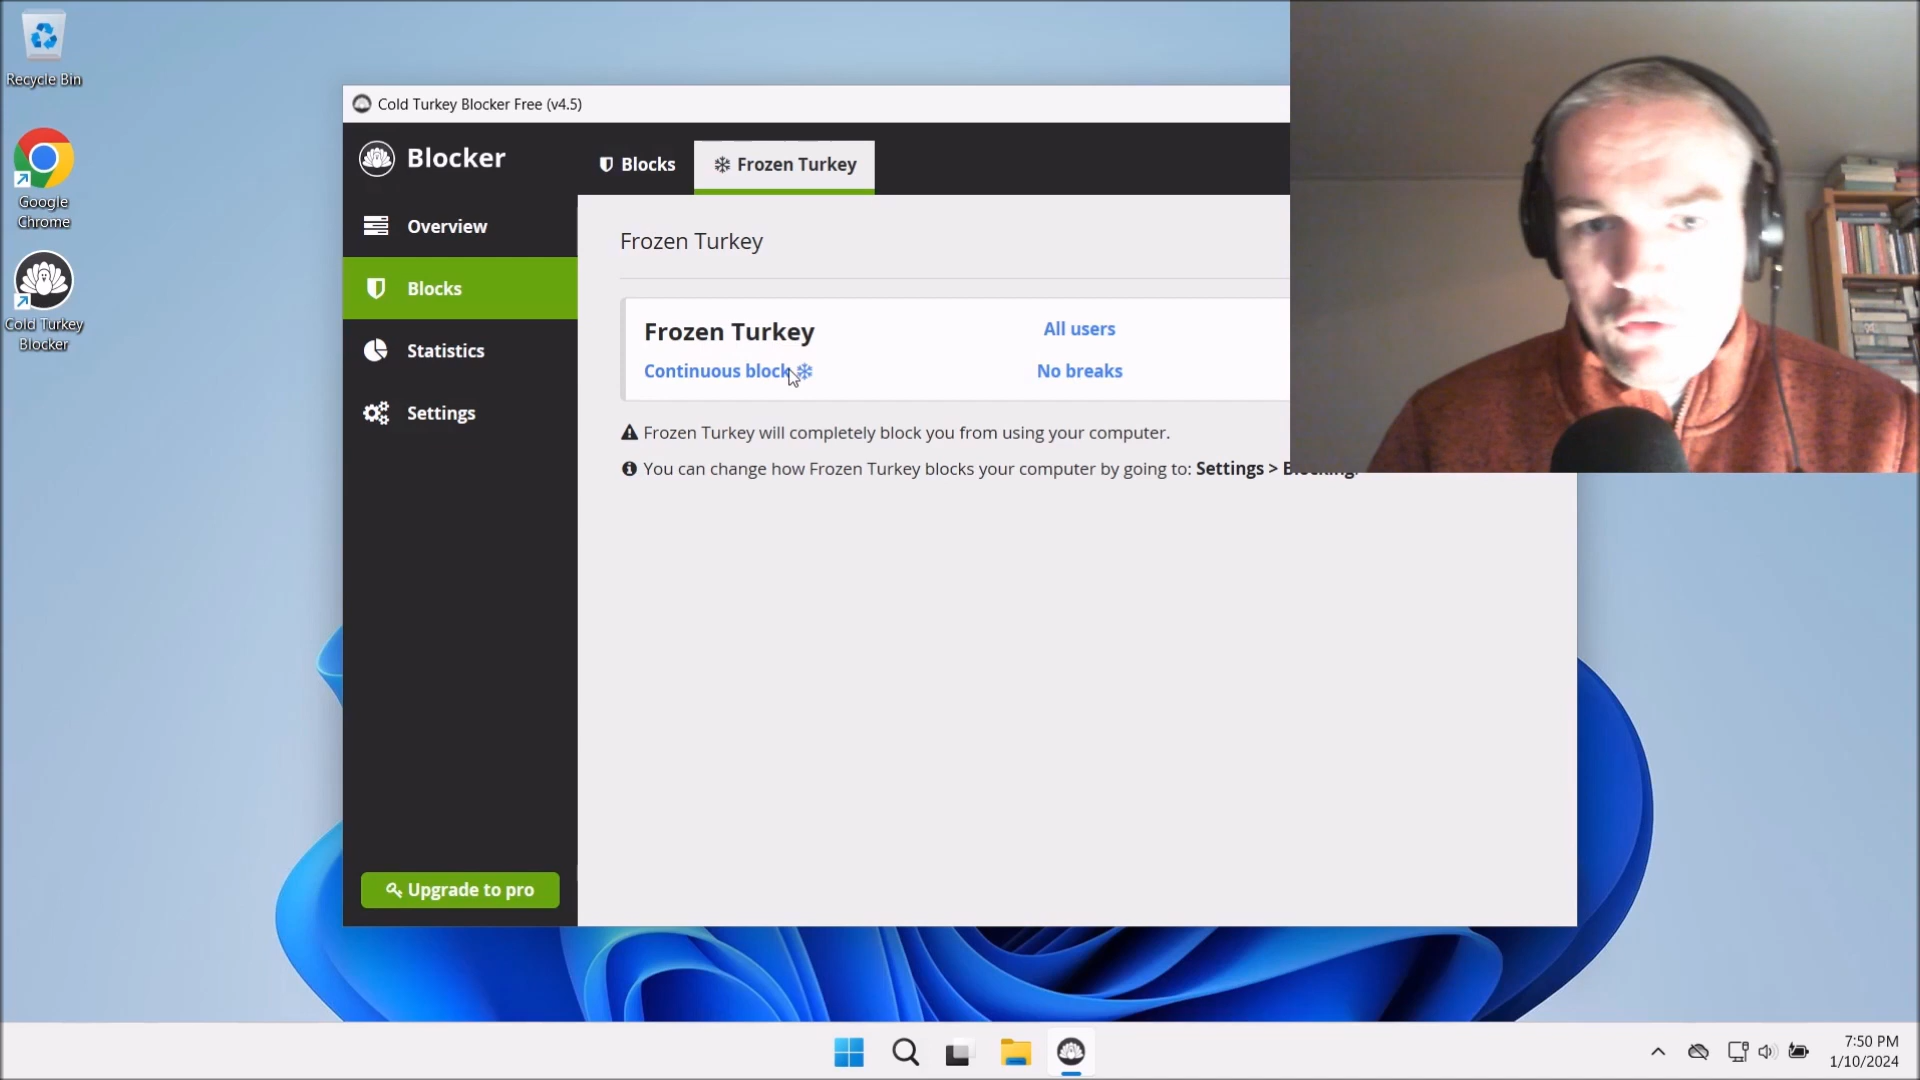 Recycle Bin
Google
Chrome
Cold Turkey
Blocker
Cold Turkey Blocker Free (v4.5)
Blocker
Blocks
Frozen Turkey
Overview
Blocks
Statistics
Settings
Upgrade to pro
Frozen Turkey
Frozen Turkey
All users
Continuous block
No breaks
Frozen Turkey will completely block you from using your computer.
You can change how Frozen Turkey blocks your computer by going to: Settings > Blocking.
7:50 PM
1/10/2024